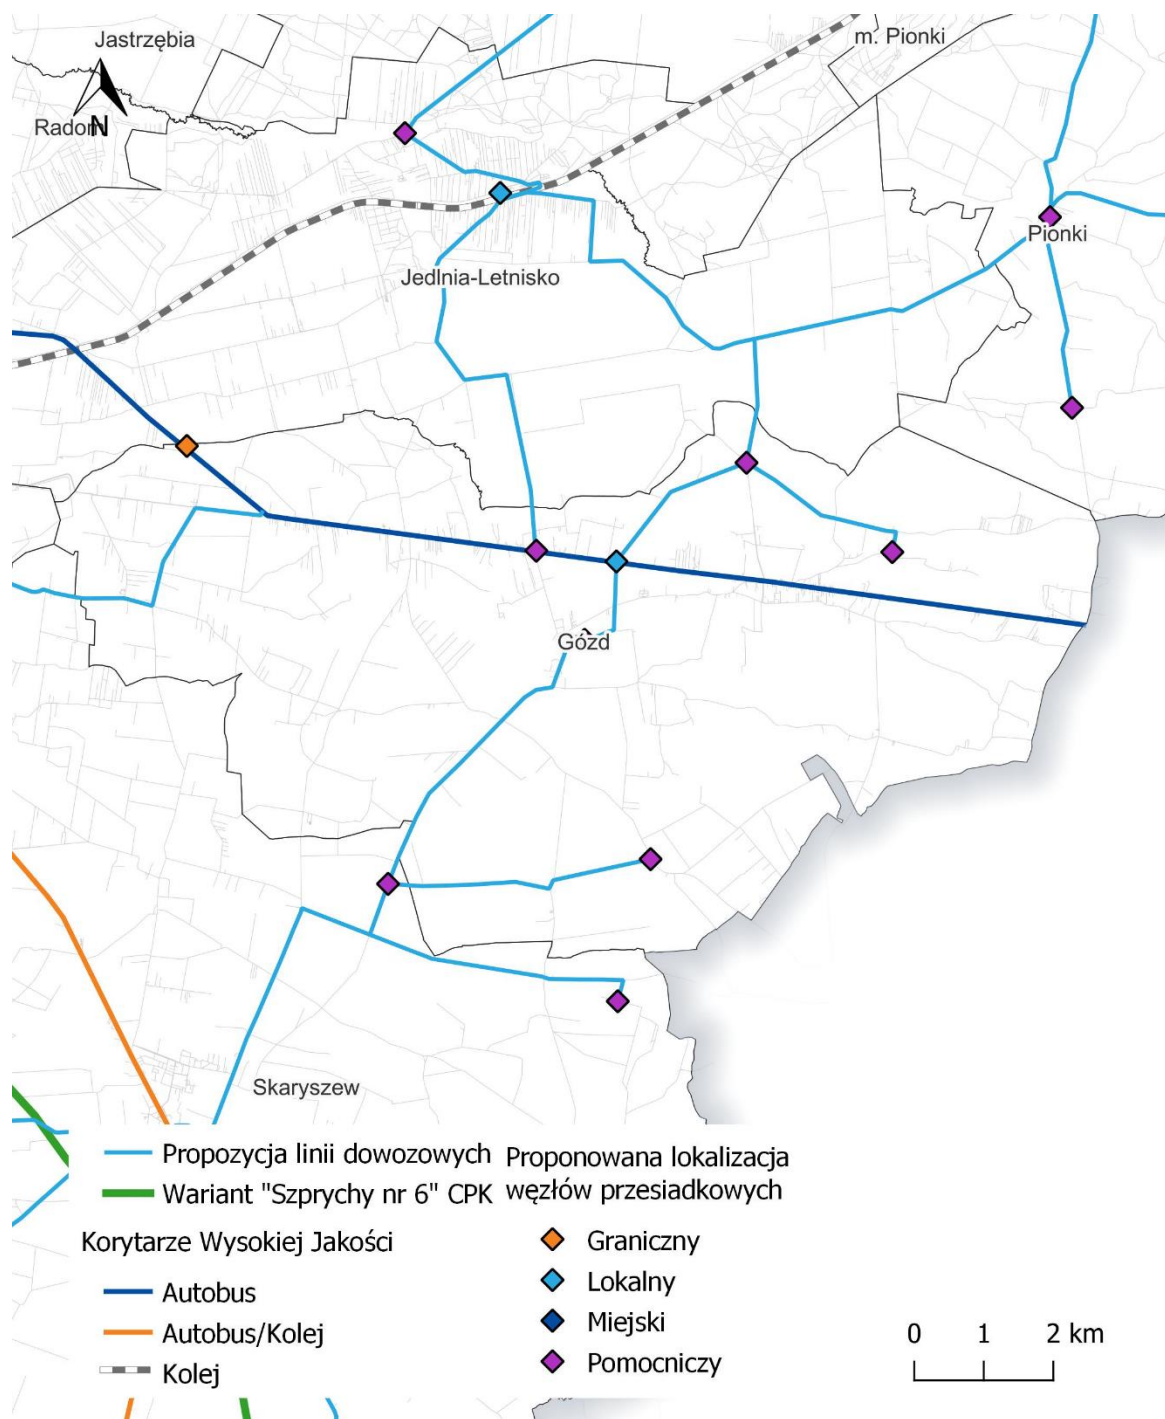 Jastrzębia
m. Pionki
Radom
N
Pionki
Jedlnia-Letnisko
Gózd
Skaryszew
Propozycja linii dowozowych
Wariant "Szprychy nr 6" CPK
Korytarze Wysokiej Jakości
Autobus
Autobus/Kolej
Kolej
Proponowana lokalizacja
węzłów przesiadkowych
Graniczny
Lokalny
Miejski
Pomocniczy
0 1 2 km